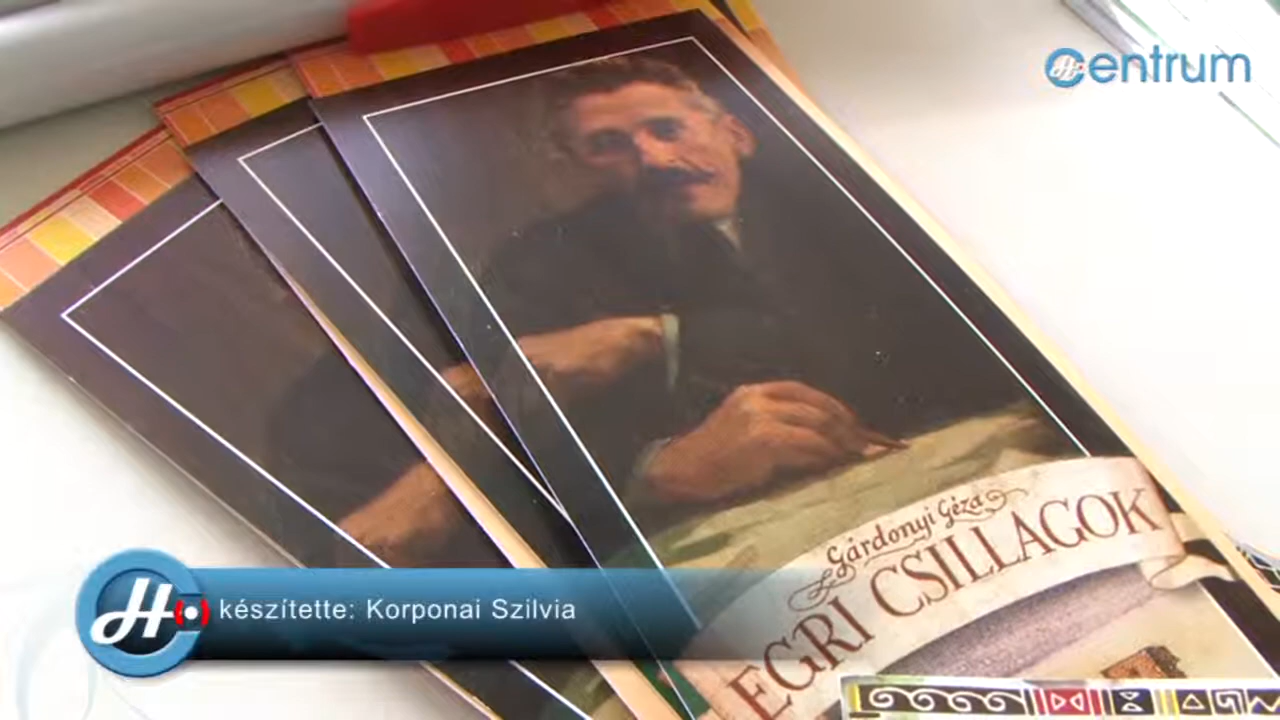 Centrum
Gárdonyi Géza
EGRI CSILLAGOK
H
készítette: Korponai Szilvia